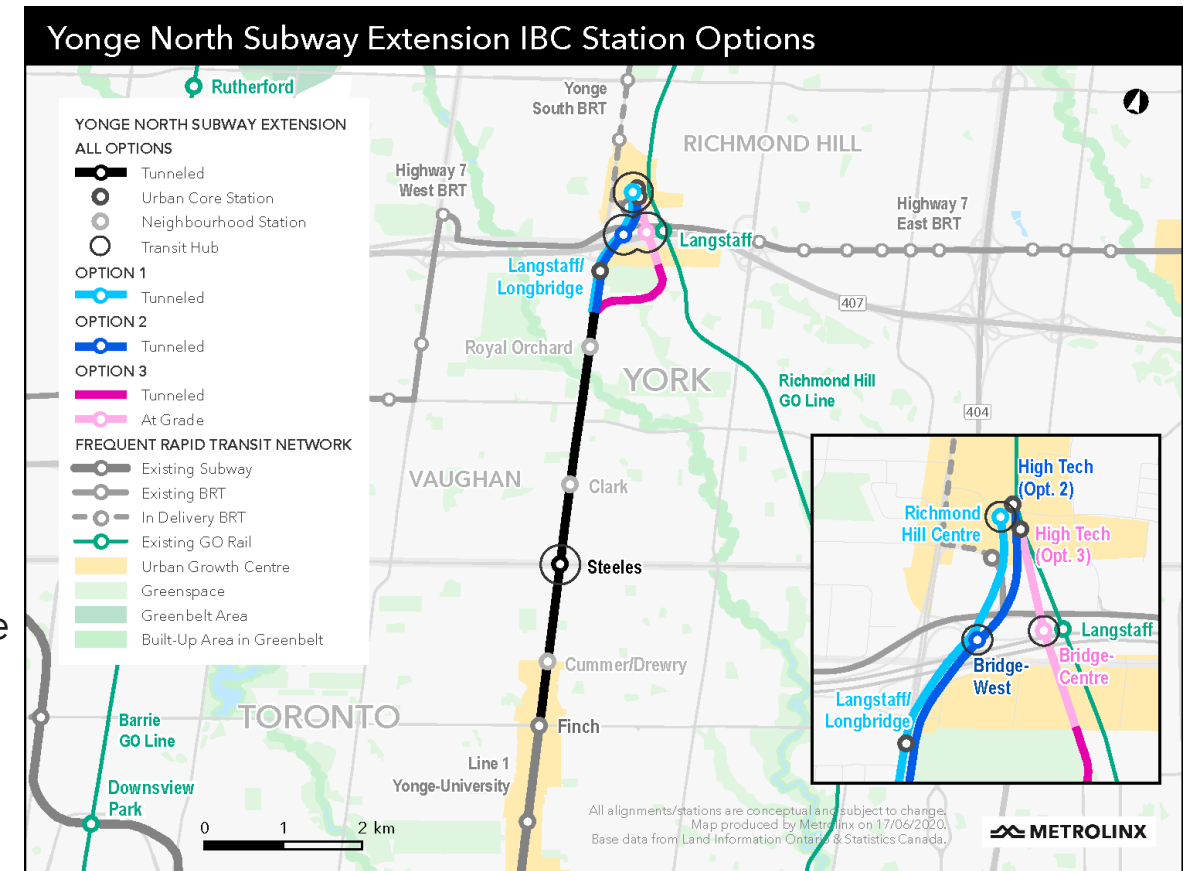 Yonge North Subway Extension IBC Station Options
Rutherford
YONGE NORTH SUBWAY EXTENSION
ALL OPTIONS
Tunneled
Urban Core Station
Neighbourhood Station
Transit Hub
OPTION 1
Tunneled
OPTION 2
Tunneled
OPTION 3
Tunneled
At Grade
FREQUENT RAPID TRANSIT NETWORK
Existing Subway
Existing BRT
In Delivery BRT
Existing GO Rail
Urban Growth Centre
Greenspace
Greenbelt Area
Built-Up Area in Greenbelt
e
Yonge
South BRT
RICHMOND HILL
Highway 7
West BRT
Highway 7
East BRT
Langstaff
Langstaff/
Longbridge
407
Royal Orchard
YORK
Richmond Hill
GO Line
404
VAUGHAN
Clark
Steeles
Cummer/Drewry
TORONTO
Finch
Barrie
GO Line
Line 1
Yonge-University
Downsview
Park
0 1 2 km
High Tech
(Opt. 2)
Richmond
Hill Centre
High Tech
(Opt. 3)
Langstaff
Bridge-
Centre
Bridge-
West
Langstaff/
Longbridge
All alignments/stations are conceptual and subject to change.
Map produced by Metrolinx on 17/06/2020.
Base data from Land Information Ontario & Statistics Canada.
METROLINX